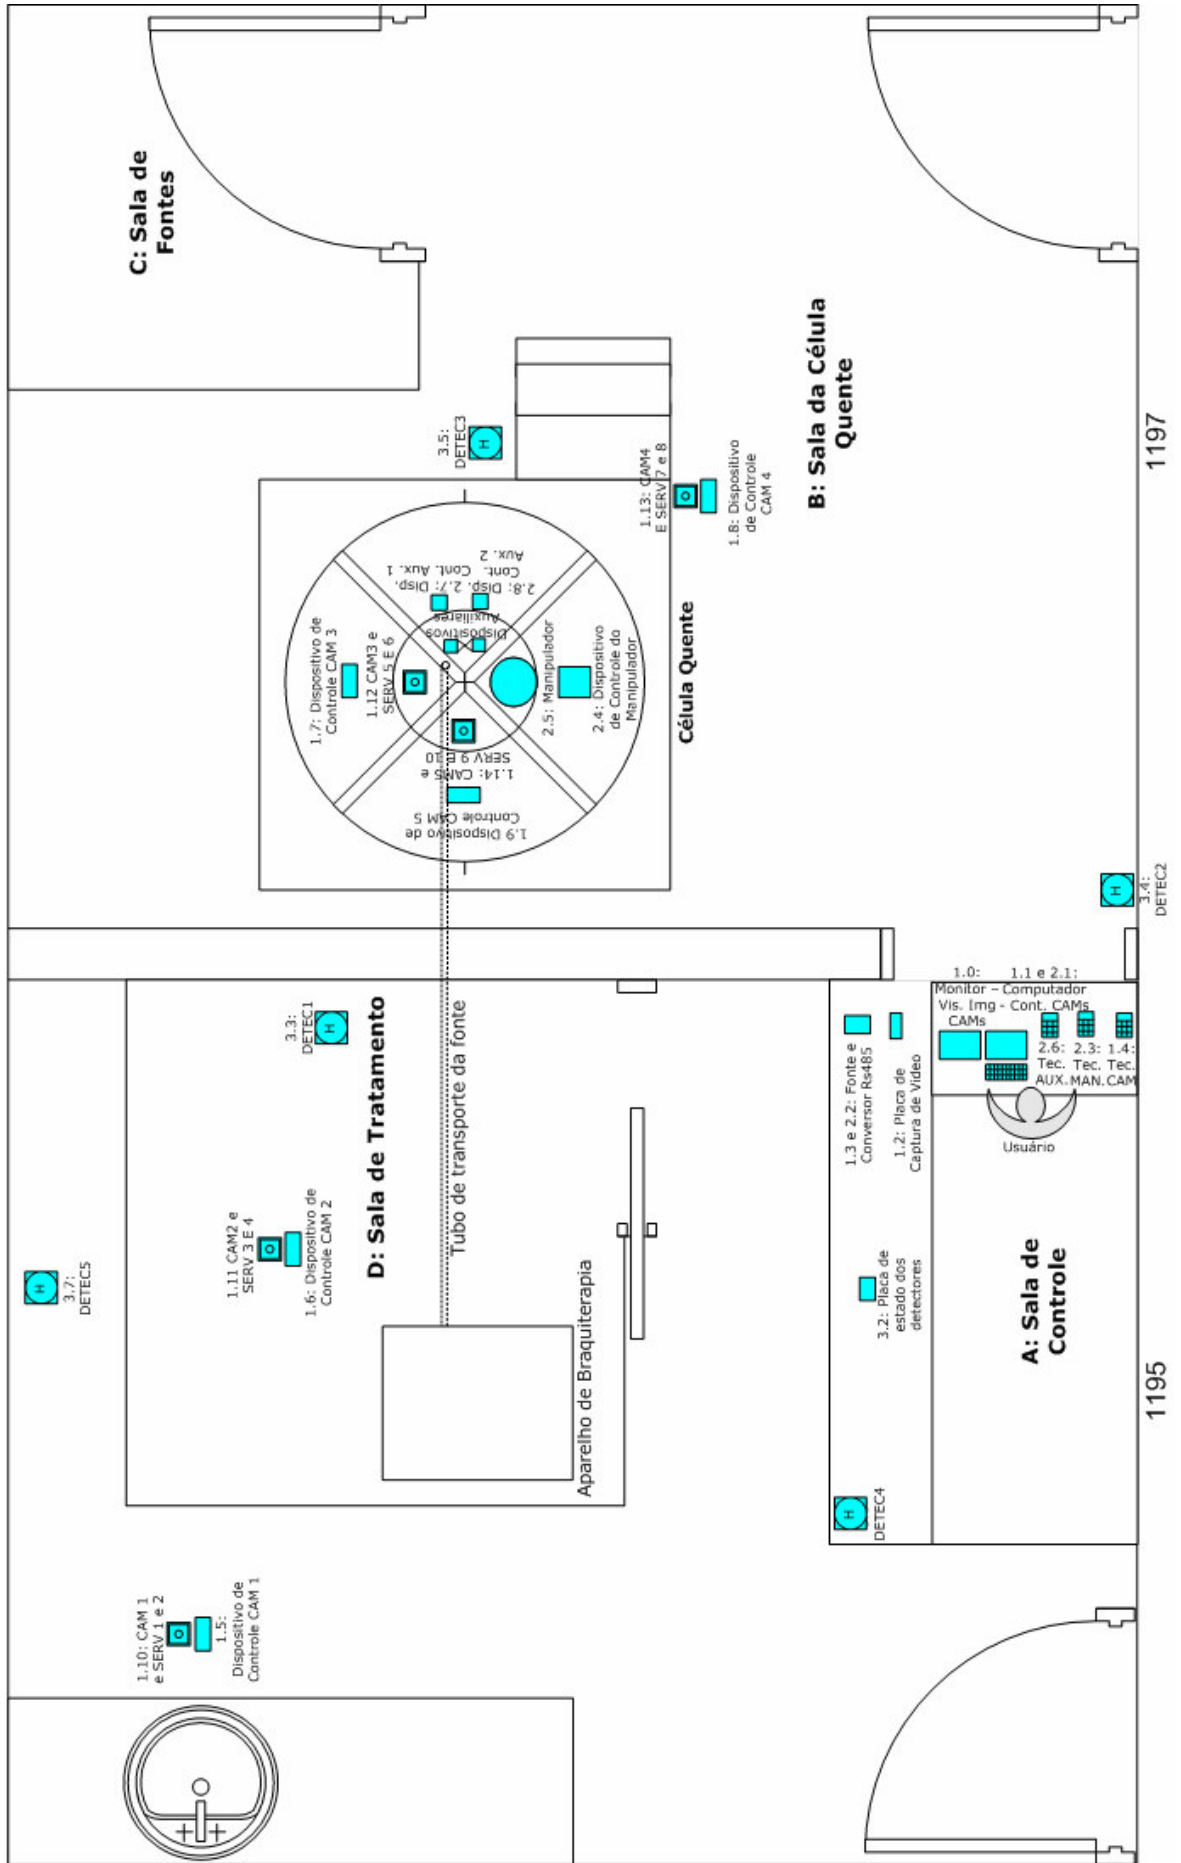 C: Sala de
Fontes
B: Sala da Célula
Quente
1197
3.5:
DETEC3
1.13: CAM4
E SERV 7 e 8
1.8: Dispositivo
de Controle
CAM 4
Célula Quente
1.7: Dispositivo de
Controle CAM 3
1.12 CAM3 e
SERV 5 E 6
2.7: Disp.
Cont. Aux. 1
2.8: Disp.
Cont.
Aux. 2
Dispositivos
Auxiliares
2.5: Manipulador
2.4: Dispositivo
de Controle do
Manipulador
1.14: CAM5 e
SERV 9 E 10
1.9 Dispositivo de
Controle CAM 5
3.4:
DETEC2
3.3:
DETEC1
D: Sala de Tratamento
Tubo de transporte da fonte
1.11 CAM2 e
SERV 3 E 4
1.6: Dispositivo de
Controle CAM 2
3.7:
DETEC5
Aparelho de Braquiterapia
1.0:
Monitor –
Vis. Img -
CAMs
1.1 e 2.1:
Computador
Cont. CAMs
2.6:
Tec.
AUX.
2.3:
Tec.
MAN.
1.4:
Tec.
CAM
Usuário
1.3 e 2.2: Fonte e
Conversor Rs485
1.2: Placa de
Captura de Video
3.2: Placa de
estado dos
detectores
A: Sala de
Controle
1195
DETEC4
1.10: CAM 1
e SERV 1 e 2
1.5:
Dispositivo de
Controle CAM 1
H
H
H
H
H